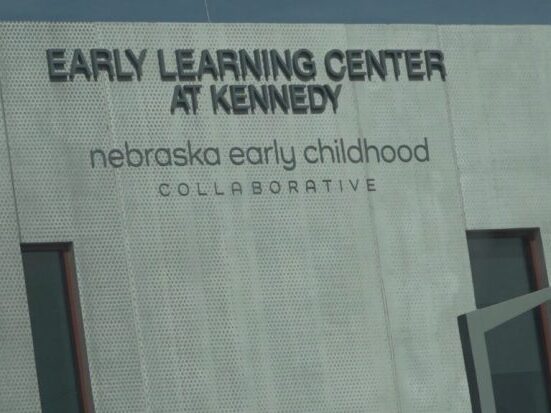 EARLY LEARNING CENTER
AT KENNEDY
nebraska early childhood
COLLABORATIVE